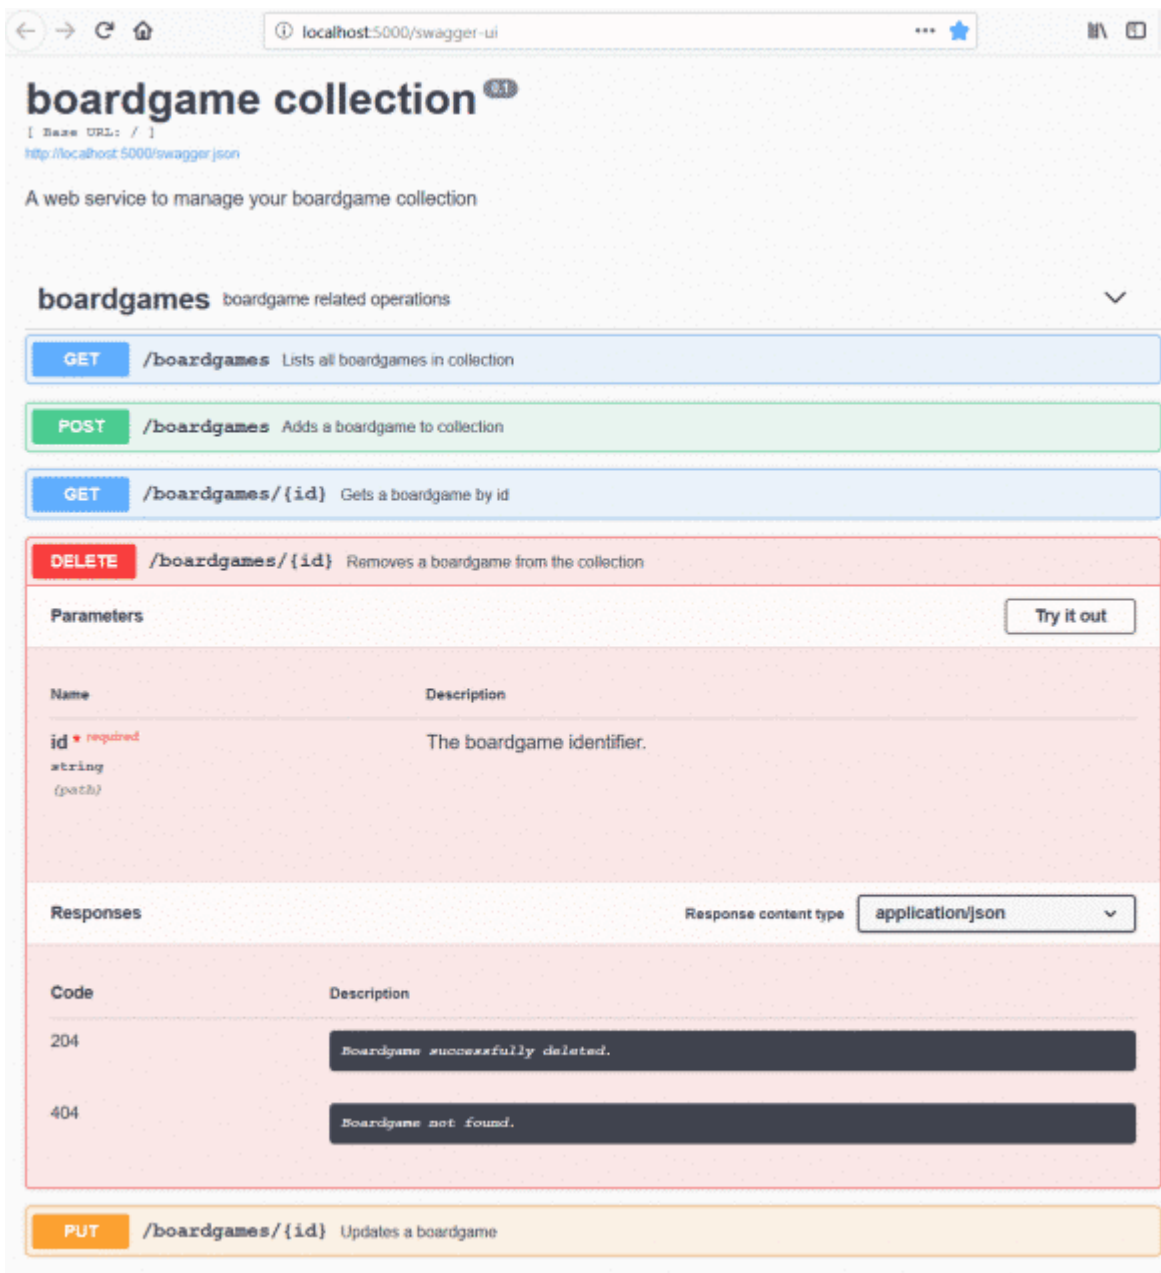 localhost:5000/swagger-ui
boardgame collection 0.1
[ Base URL: / ]
http://localhost:5000/swagger.json
A web service to manage your boardgame collection
boardgames boardgame related operations
GET /boardgames Lists all boardgames in collection
POST /boardgames Adds a boardgame to collection
GET /boardgames/{id} Gets a boardgame by id
DELETE /boardgames/{id} Removes a boardgame from the collection
Parameters Try it out
Name Description
id * required The boardgame identifier.
string
(path)
Responses Response content type application/json
Code Description
204 Boardgame successfully deleted.
404 Boardgame not found.
PUT /boardgames/{id} Updates a boardgame